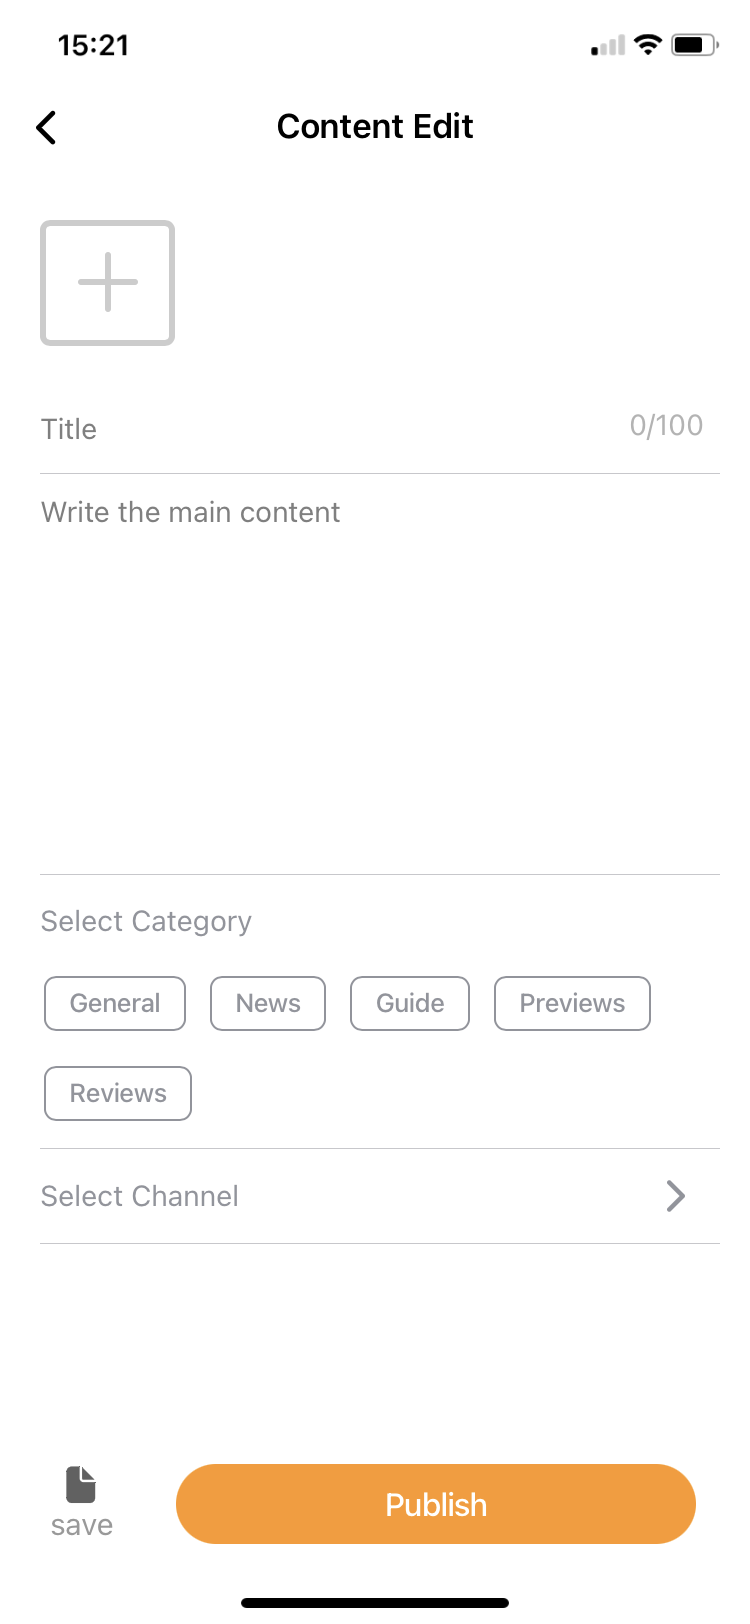 15:21
Content Edit
Title 0/100
Write the main content
Select Category
General News Guide Previews
Reviews
Select Channel
save
Publish